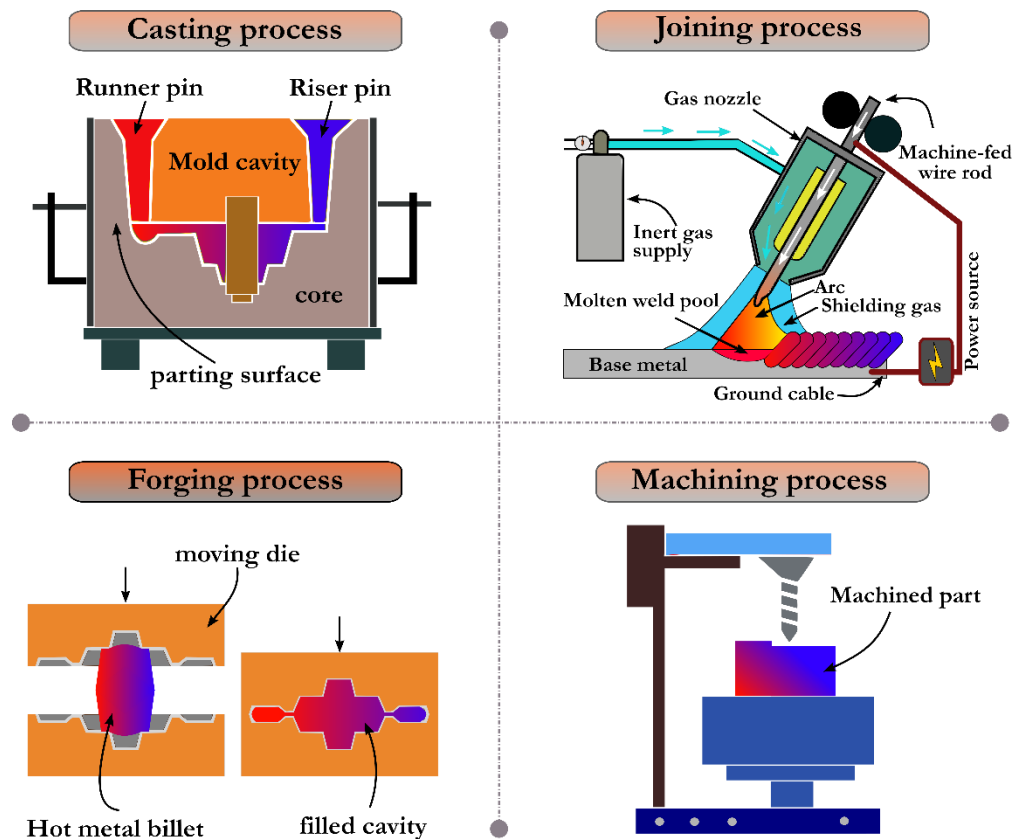 Casting process
Runner pin
Riser pin
Mold cavity
core
parting surface
Joining process
Gas nozzle
Machine-fed
wire rod
Inert gas
supply
Arc
Molten weld pool
Shielding gas
Power source
Base metal
Ground cable
Forging process
moving die
Hot metal billet
filled cavity
Machining process
Machined part